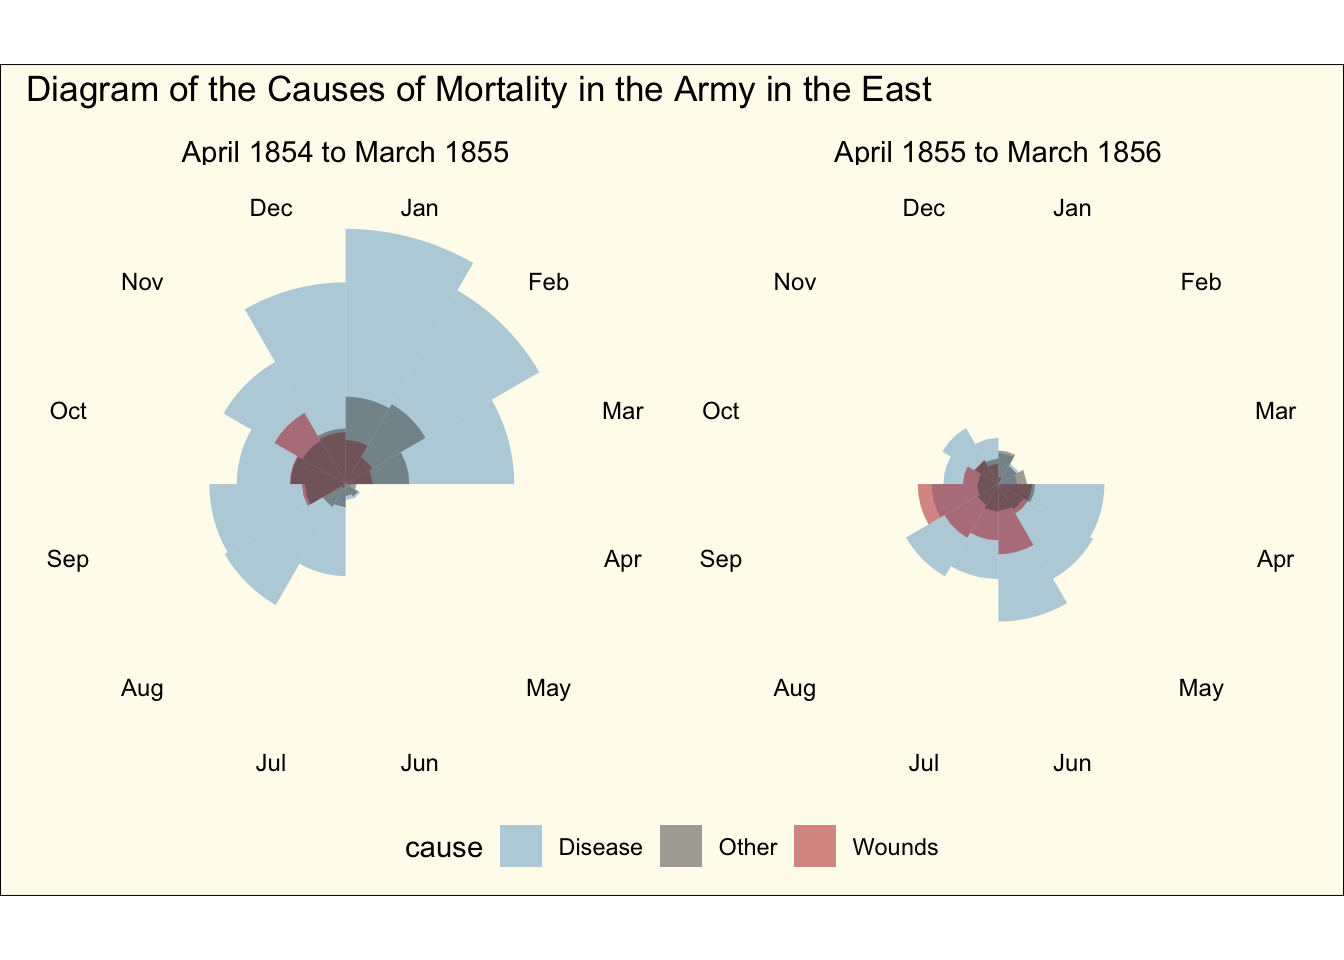 Diagram of the Causes of Mortality in the Army in the East
April 1854 to March 1855
April 1855 to March 1856
Dec Jan
Nov Feb
Oct Mar
Sep Apr
Aug May
Jul Jun
Dec Jan
Nov Feb
Oct Mar
Sep Apr
Aug May
Jul Jun
cause Disease Other Wounds